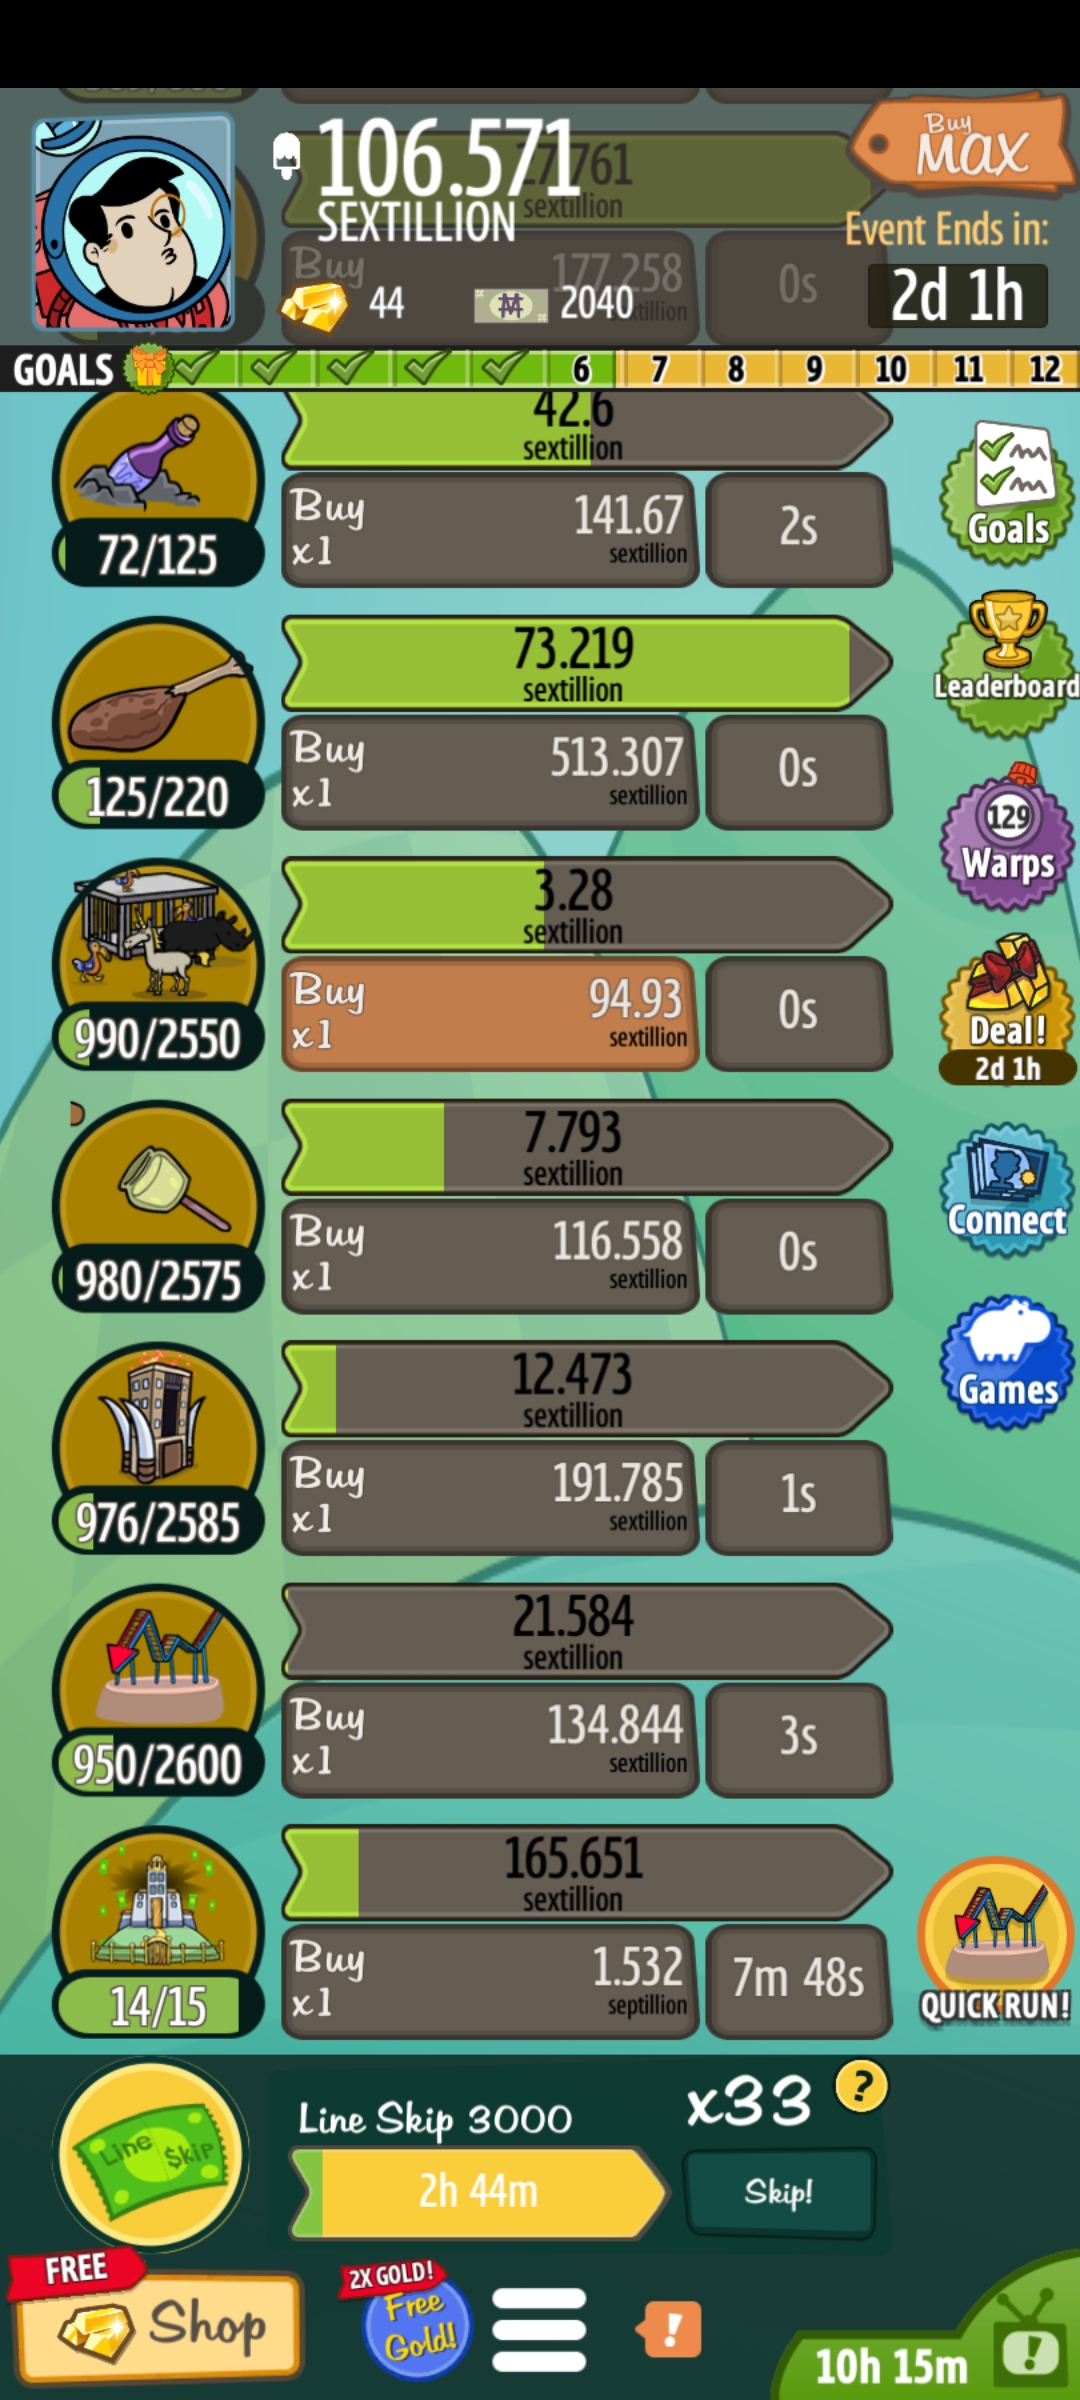 106.571
SEXTILLION
27.761
sextillion
Buy
MAX
Event Ends in:
2d 1h
Buy
177.258
0s
44
2040
GOALS
6
7
8
9
10
11
12
42.6
sextillion
Buy
x1
141.67
sextillion
2s
72/125
Goals
73.219
sextillion
Buy
x1
513.307
sextillion
0s
125/220
Leaderboard
3.28
sextillion
Buy
x1
94.93
sextillion
0s
990/2550
129
Warps
Deal!
2d 1h
7.793
sextillion
Buy
x1
116.558
sextillion
0s
980/2575
Connect
12.473
sextillion
Buy
x1
191.785
sextillion
1s
976/2585
Games
21.584
sextillion
Buy
x1
134.844
sextillion
3s
950/2600
165.651
sextillion
Buy
x1
1.532
septillion
7m 48s
14/15
QUICK RUN!
Line $kip
Line Skip 3000
x33
?
2h 44m
Skip!
FREE
Shop
2X GOLD!
Free
Gold!
!
10h 15m
!